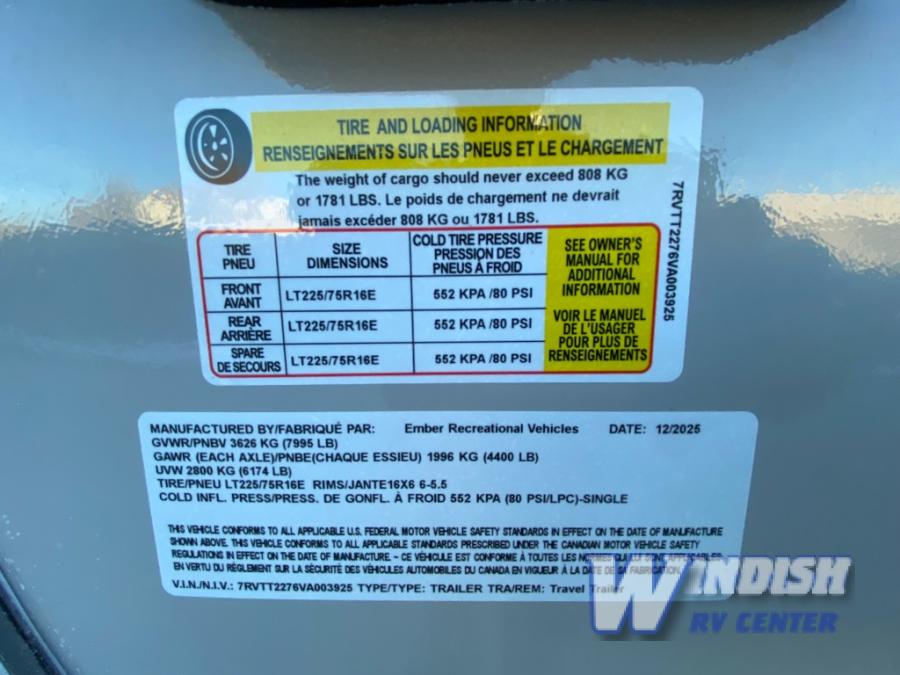 TIRE AND LOADING INFORMATION
RENSEIGNEMENTS SUR LES PNEUS ET LE CHARGEMENT
The weight of cargo should never exceed 808 KG
or 1781 LBS. Le poids de chargement ne devrait
jamais excéder 808 KG ou 1781 LBS.
TIRE PNEU
SIZE DIMENSIONS
COLD TIRE PRESSURE
PRESSION DES
PNEUS À FROID
FRONT AVANT
LT225/75R16E
552 KPA /80 PSI
REAR ARRIÈRE
LT225/75R16E
552 KPA /80 PSI
SPARE DE SECOURS
LT225/75R16E
552 KPA /80 PSI
SEE OWNER'S
MANUAL FOR
ADDITIONAL
INFORMATION
VOIR LE MANUEL
DE L'USAGER
POUR PLUS DE
RENSEIGNEMENTS
7RVTT2276VA003925
MANUFACTURED BY/FABRIQUÉ PAR: Ember Recreational Vehicles DATE: 12/2025
GVWR/PNBV 3626 KG (7995 LB)
GAWR (EACH AXLE)/PNBE(CHAQUE ESSIEU) 1996 KG (4400 LB)
UVW 2800 KG (6174 LB)
TIRE/PNEU LT225/75R16E RIMS/JANTE16X6 6-5.5
COLD INFL. PRESS/PRESS. DE GONFL. À FROID 552 KPA (80 PSI/LPC)-SINGLE
THIS VEHICLE CONFORMS TO ALL APPLICABLE U.S. FEDERAL MOTOR VEHICLE SAFETY STANDARDS IN EFFECT ON THE DATE OF MANUFACTURE
SHOWN ABOVE. / THIS VEHICLE CONFORMS TO ALL APPLICABLE STANDARDS PRESCRIBED UNDER THE CANADIAN MOTOR VEHICLE SAFETY
REGULATIONS IN EFFECT ON THE DATE OF MANUFACTURE. - CE VÉHICULE EST CONFORME À TOUTES LES NORMES QUI LUI SONT APPLICABLES
EN VERTU DU RÈGLEMENT SUR LA SÉCURITÉ DES VÉHICULES AUTOMOBILES DU CANADA EN VIGUEUR À LA DATE DE SA FABRICATION.
V.I.N./N.I.V.: 7RVTT2276VA003925 TYPE/TYPE: TRAILER TRA/REM: Travel Trailer
WINDISH
RV CENTER